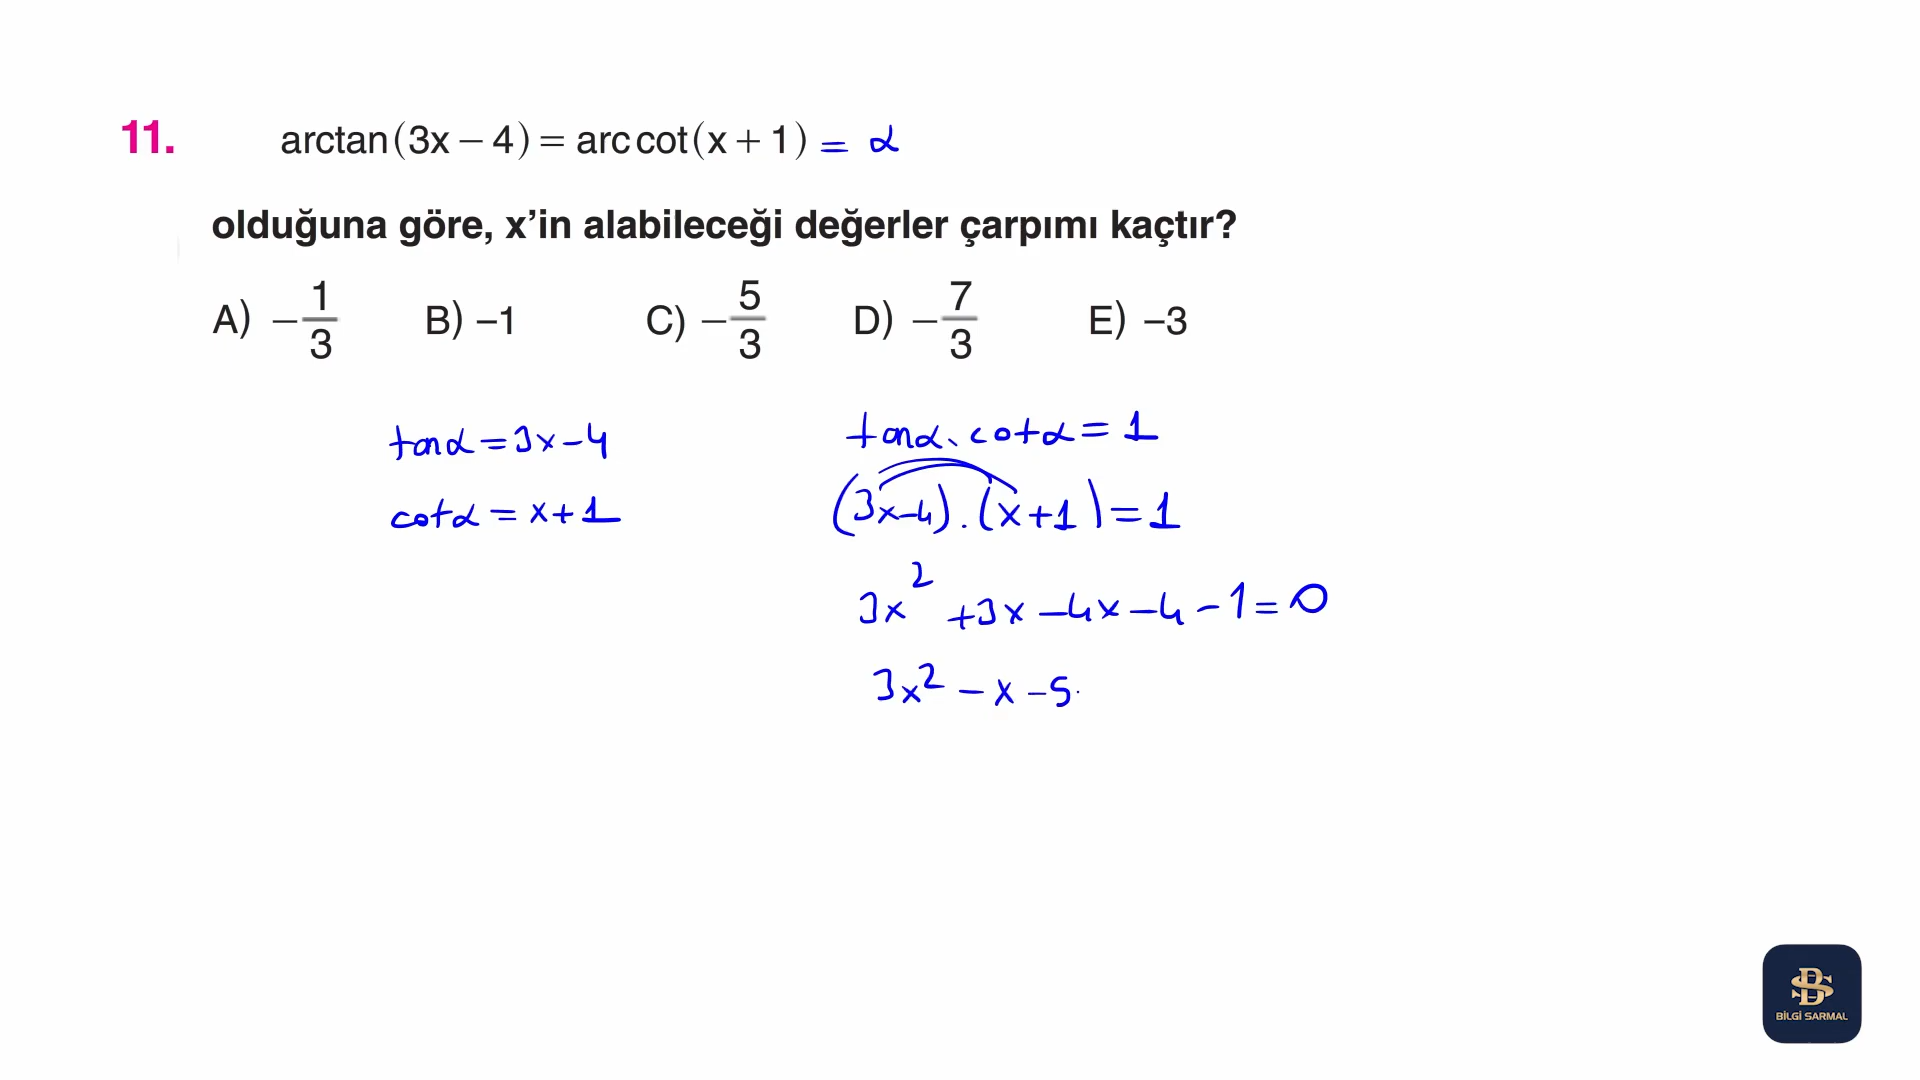 11. arctan(3x − 4) = arc cot(x + 1) = α
olduğuna göre, x’in alabileceği değerler çarpımı kaçtır?
A) −1/3 B) −1 C) −5/3 D) −7/3 E) −3
tanα = 3x−4
cotα = x+1
tanα. cotα = 1
(3x−4).(x+1) = 1
3x² +3x −4x −4 −1 = 0
3x² − x −5
BİLGİ SARMAL